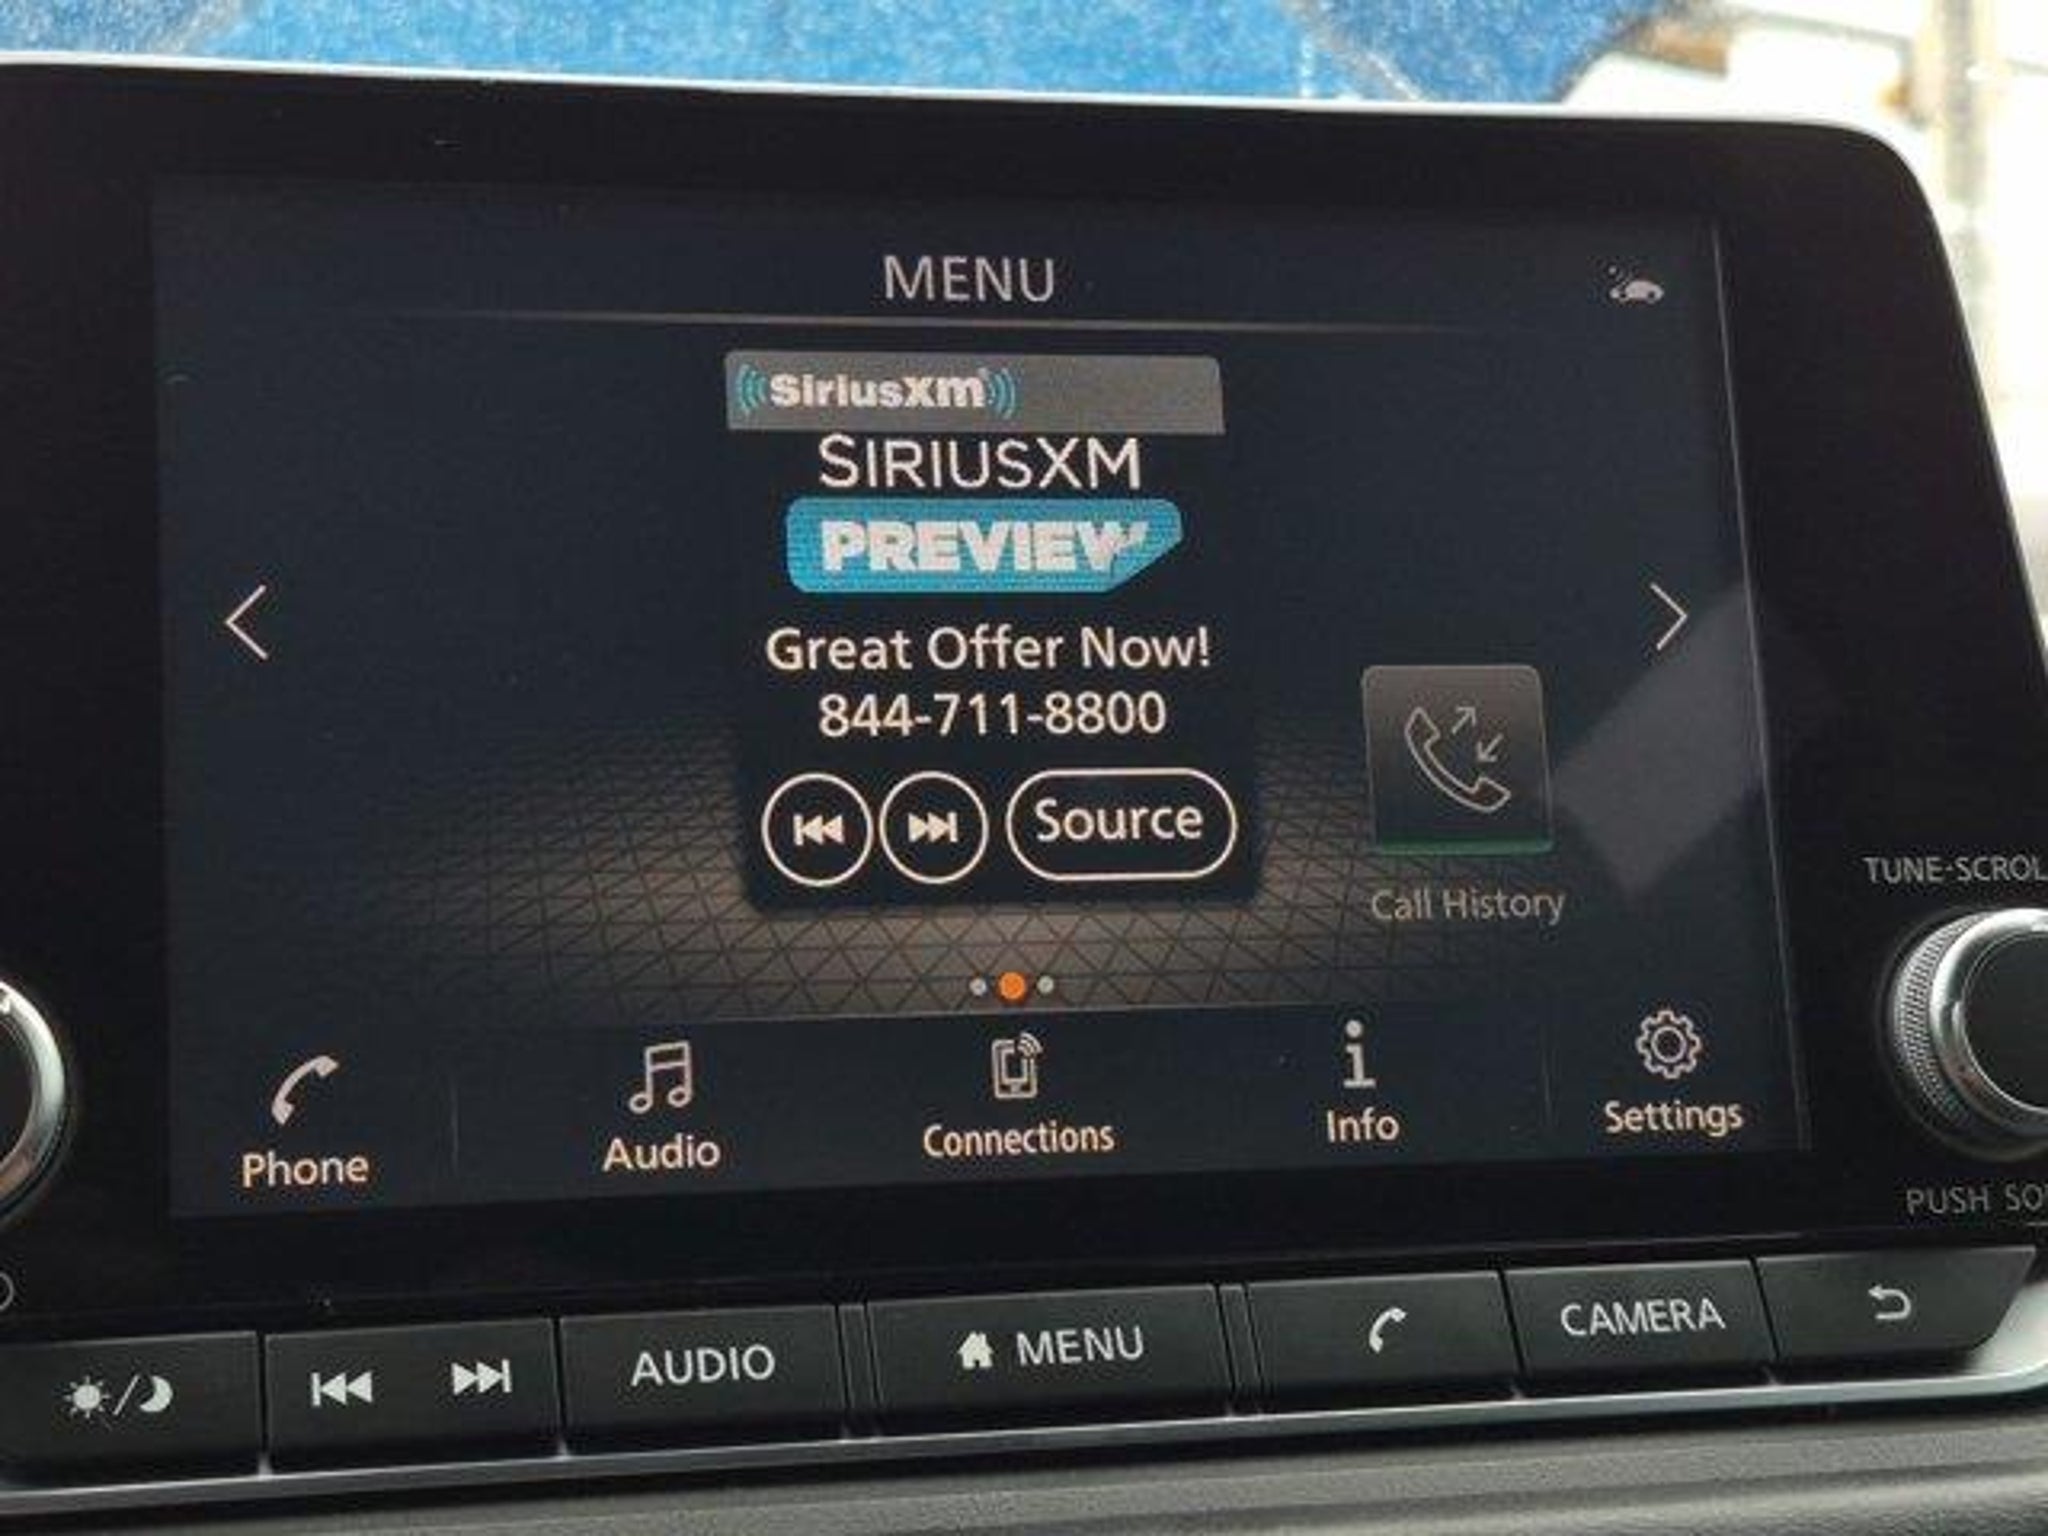 MENU
SiriusXM
SIRIUSXM
PREVIEW
Great Offer Now!
844-711-8800
Source
Call History
Phone
Audio
Connections
Info
Settings
TUNE-SCROL
PUSH SO
AUDIO
MENU
CAMERA